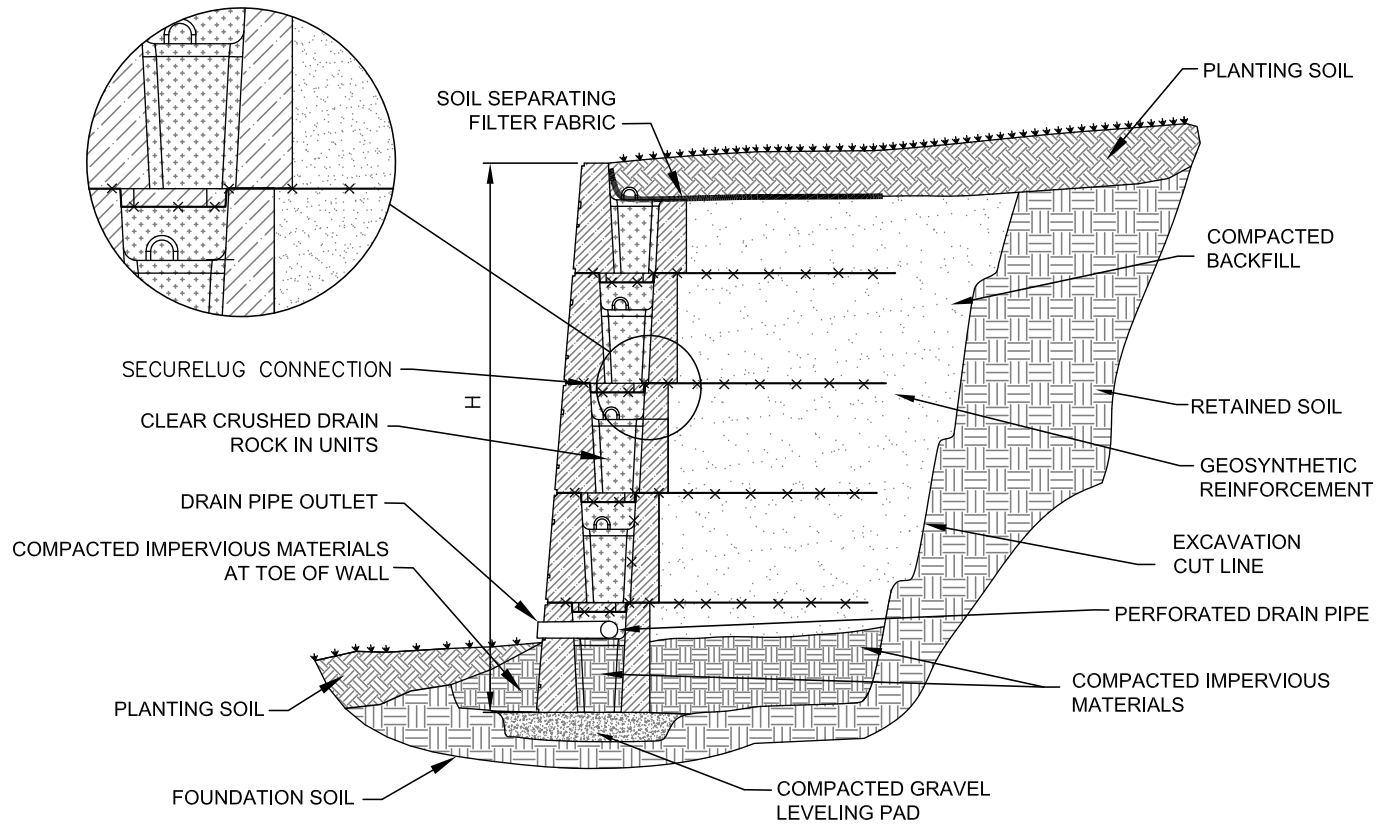 PLANTING SOIL
SOIL SEPARATING
FILTER FABRIC
COMPACTED
BACKFILL
SECURELUG CONNECTION
H
CLEAR CRUSHED DRAIN
ROCK IN UNITS
RETAINED SOIL
GEOSYNTHETIC
REINFORCEMENT
DRAIN PIPE OUTLET
COMPACTED IMPERVIOUS MATERIALS
AT TOE OF WALL
EXCAVATION
CUT LINE
PERFORATED DRAIN PIPE
PLANTING SOIL
COMPACTED IMPERVIOUS
MATERIALS
FOUNDATION SOIL
COMPACTED GRAVEL
LEVELING PAD